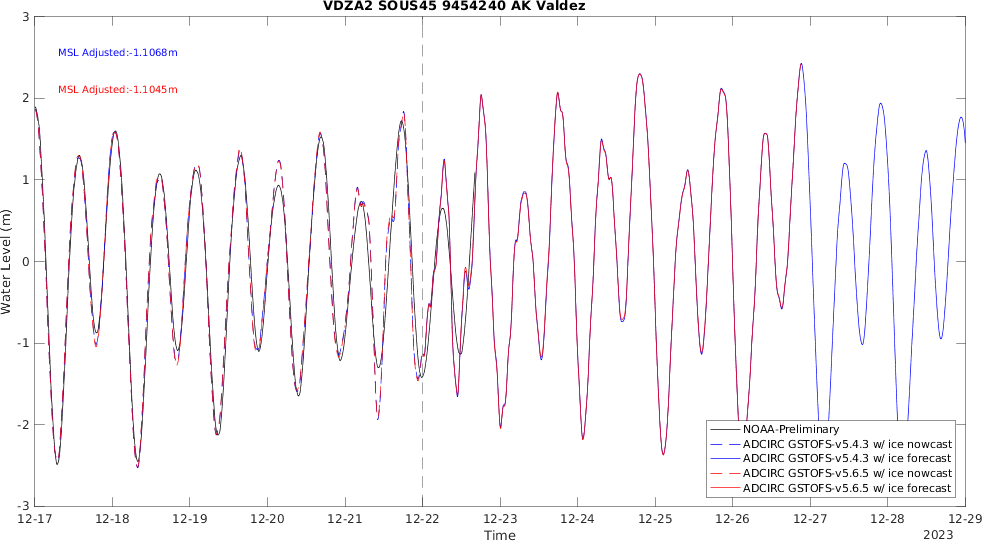 VDZA2 SOUS45 9454240 AK Valdez
MSL Adjusted:-1.1068m
MSL Adjusted:-1.1045m
3
2
1
0
-1
-2
-3
Water Level (m)
NOAA-Preliminary
ADCIRC GSTOFS-v5.4.3 w/ ice nowcast
ADCIRC GSTOFS-v5.4.3 w/ ice forecast
ADCIRC GSTOFS-v5.6.5 w/ ice nowcast
ADCIRC GSTOFS-v5.6.5 w/ ice forecast
12-17 12-18 12-19 12-20 12-21 12-22 12-23 12-24 12-25 12-26 12-27 12-28 12-29
Time
2023